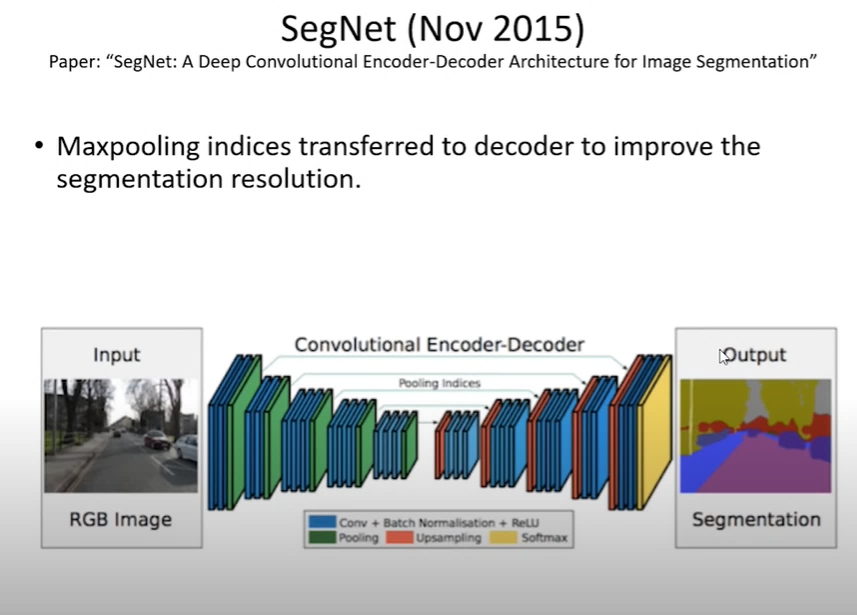 SegNet (Nov 2015)
Paper: “SegNet: A Deep Convolutional Encoder-Decoder Architecture for Image Segmentation”
• Maxpooling indices transferred to decoder to improve the
segmentation resolution.
Convolutional Encoder-Decoder
Input
Output
Pooling Indices
RGB Image
Segmentation
Conv + Batch Normalisation + ReLU
Pooling Upsampling Softmax